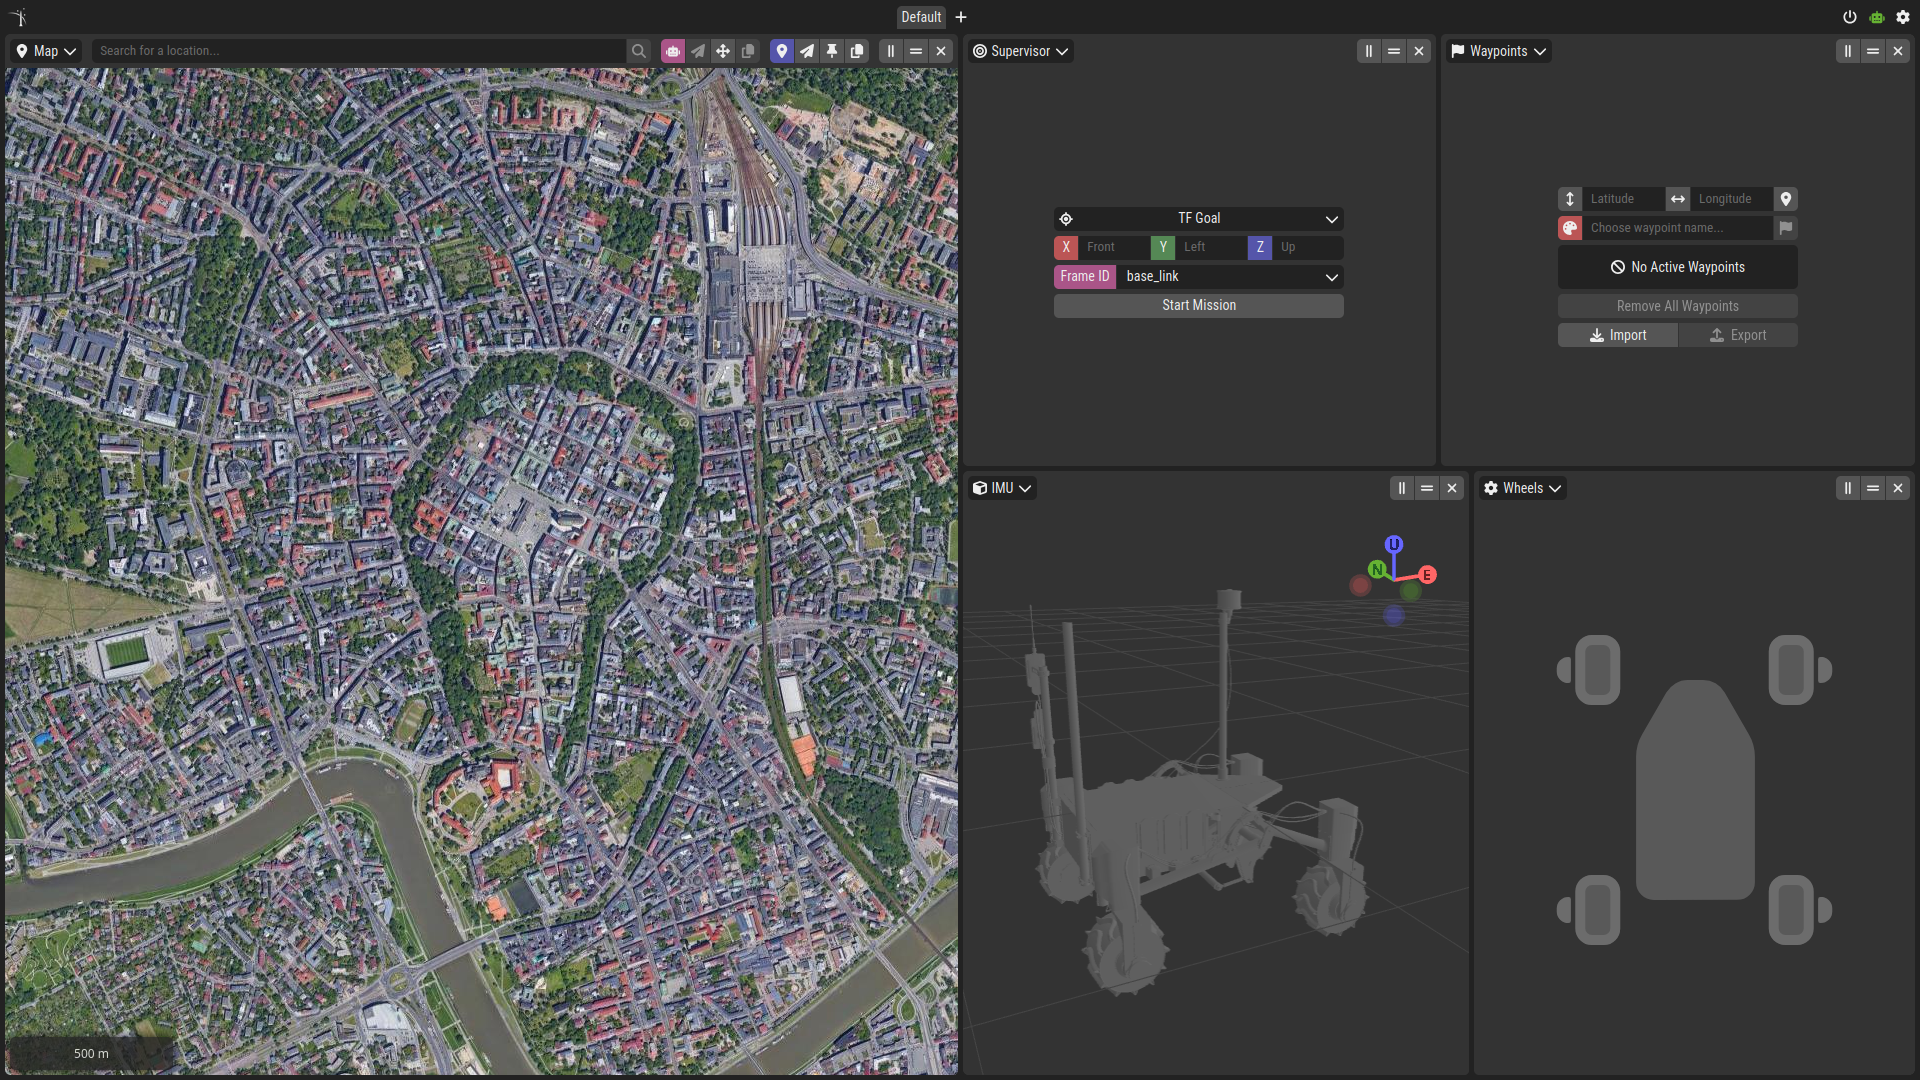 Default
Map
Search for a location...
Supervisor
Waypoints
TF Goal
X Front Y Left Z Up
Frame ID base_link
Start Mission
Latitude Longitude
Choose waypoint name...
No Active Waypoints
Remove All Waypoints
Import Export
IMU
Wheels
U
N
E
500 m